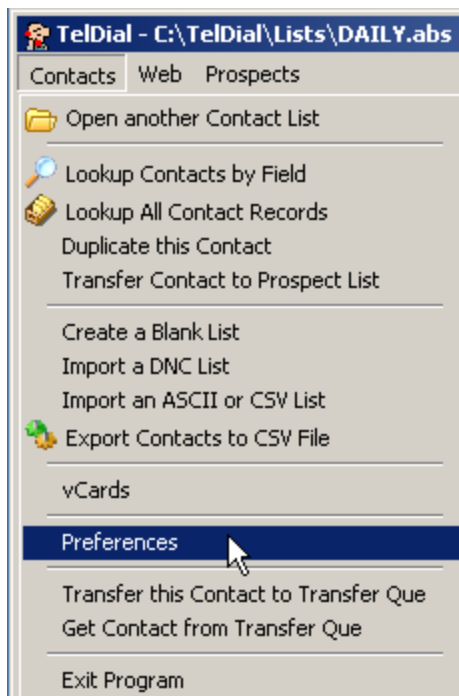 TelDial - C:\TelDial\Lists\DAILY.abs
Contacts Web Prospects
Open another Contact List
Lookup Contacts by Field
Lookup All Contact Records
Duplicate this Contact
Transfer Contact to Prospect List
Create a Blank List
Import a DNC List
Import an ASCII or CSV List
Export Contacts to CSV File
vCards
Preferences
Transfer this Contact to Transfer Que
Get Contact from Transfer Que
Exit Program